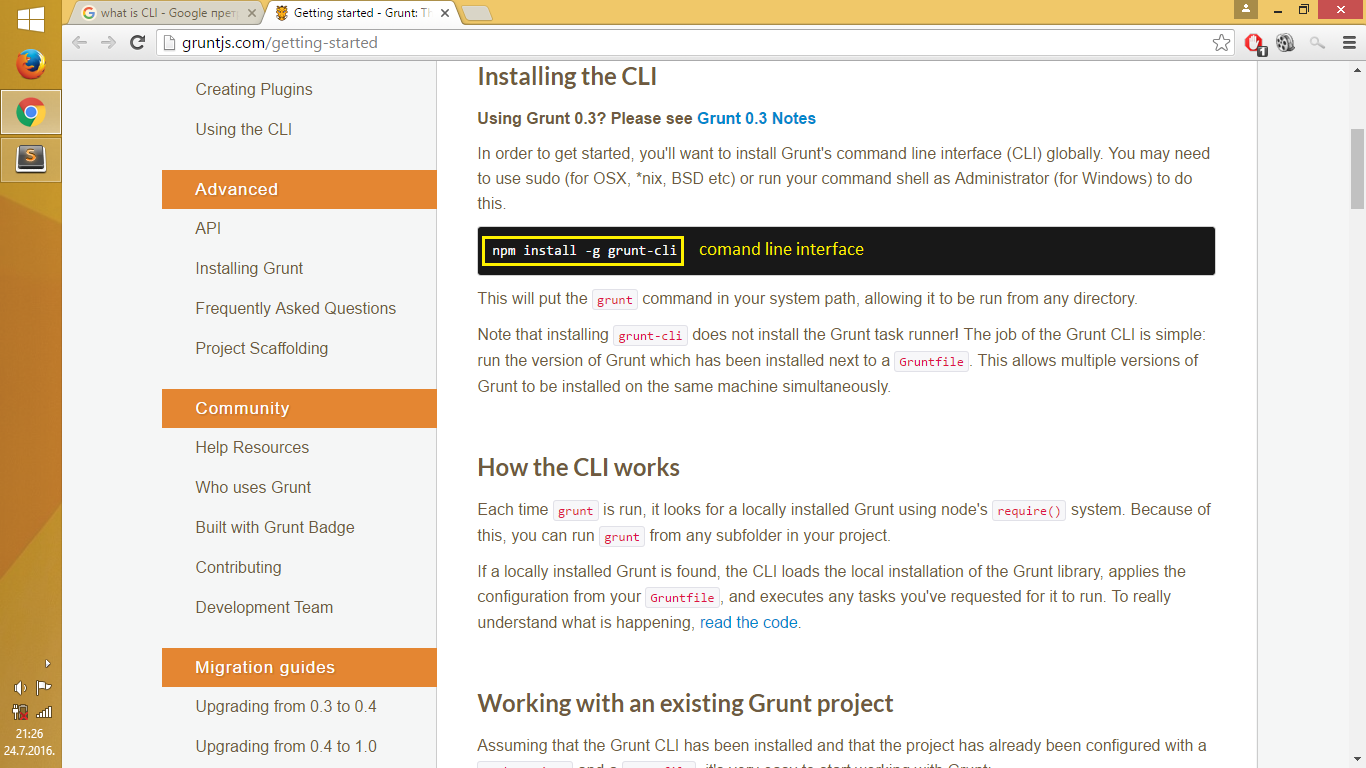 what is CLI - Google прет
Getting started - Grunt: Th
gruntjs.com/getting-started
1
Creating Plugins
Using the CLI
Advanced
API
Installing Grunt
Frequently Asked Questions
Project Scaffolding
Community
Help Resources
Who uses Grunt
Built with Grunt Badge
Contributing
Development Team
Migration guides
Upgrading from 0.3 to 0.4
Upgrading from 0.4 to 1.0
Installing the CLI
Using Grunt 0.3? Please see Grunt 0.3 Notes
In order to get started, you'll want to install Grunt's command line interface (CLI) globally. You may need
to use sudo (for OSX, *nix, BSD etc) or run your command shell as Administrator (for Windows) to do
this.
npm install -g grunt-cli comand line interface
This will put the grunt command in your system path, allowing it to be run from any directory.
Note that installing grunt-cli does not install the Grunt task runner! The job of the Grunt CLI is simple:
run the version of Grunt which has been installed next to a Gruntfile. This allows multiple versions of
Grunt to be installed on the same machine simultaneously.
How the CLI works
Each time grunt is run, it looks for a locally installed Grunt using node's require() system. Because of
this, you can run grunt from any subfolder in your project.
If a locally installed Grunt is found, the CLI loads the local installation of the Grunt library, applies the
configuration from your Gruntfile, and executes any tasks you've requested for it to run. To really
understand what is happening, read the code.
Working with an existing Grunt project
Assuming that the Grunt CLI has been installed and that the project has already been configured with a
21:26
24.7.2016.